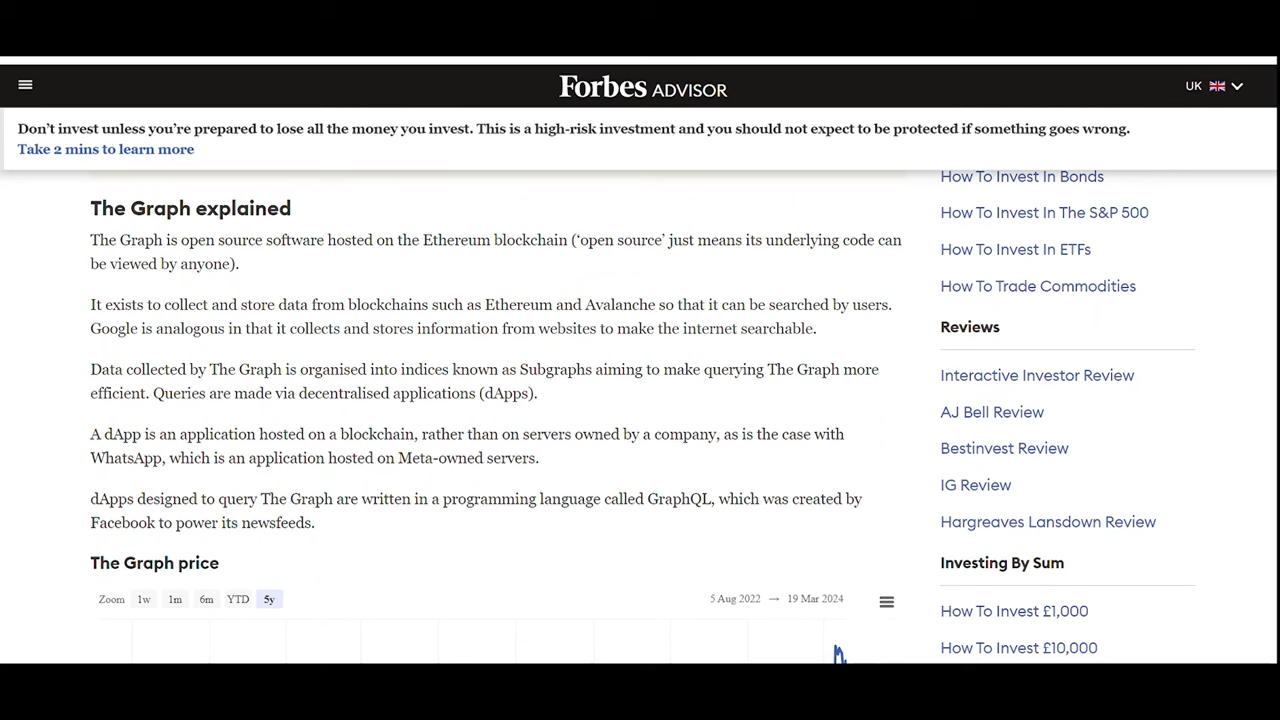 Forbes ADVISOR
UK
Don’t invest unless you’re prepared to lose all the money you invest. This is a high-risk investment and you should not expect to be protected if something goes wrong.
Take 2 mins to learn more
The Graph explained
The Graph is open source software hosted on the Ethereum blockchain (‘open source’ just means its underlying code can
be viewed by anyone).
It exists to collect and store data from blockchains such as Ethereum and Avalanche so that it can be searched by users.
Google is analogous in that it collects and stores information from websites to make the internet searchable.
Data collected by The Graph is organised into indices known as Subgraphs aiming to make querying The Graph more
efficient. Queries are made via decentralised applications (dApps).
A dApp is an application hosted on a blockchain, rather than on servers owned by a company, as is the case with
WhatsApp, which is an application hosted on Meta-owned servers.
dApps designed to query The Graph are written in a programming language called GraphQL, which was created by
Facebook to power its newsfeeds.
The Graph price
Zoom 1w 1m 6m YTD 5y 5 Aug 2022 → 19 Mar 2024
How To Invest In Bonds
How To Invest In The S&P 500
How To Invest In ETFs
How To Trade Commodities
Reviews
Interactive Investor Review
AJ Bell Review
Bestinvest Review
IG Review
Hargreaves Lansdown Review
Investing By Sum
How To Invest £1,000
How To Invest £10,000